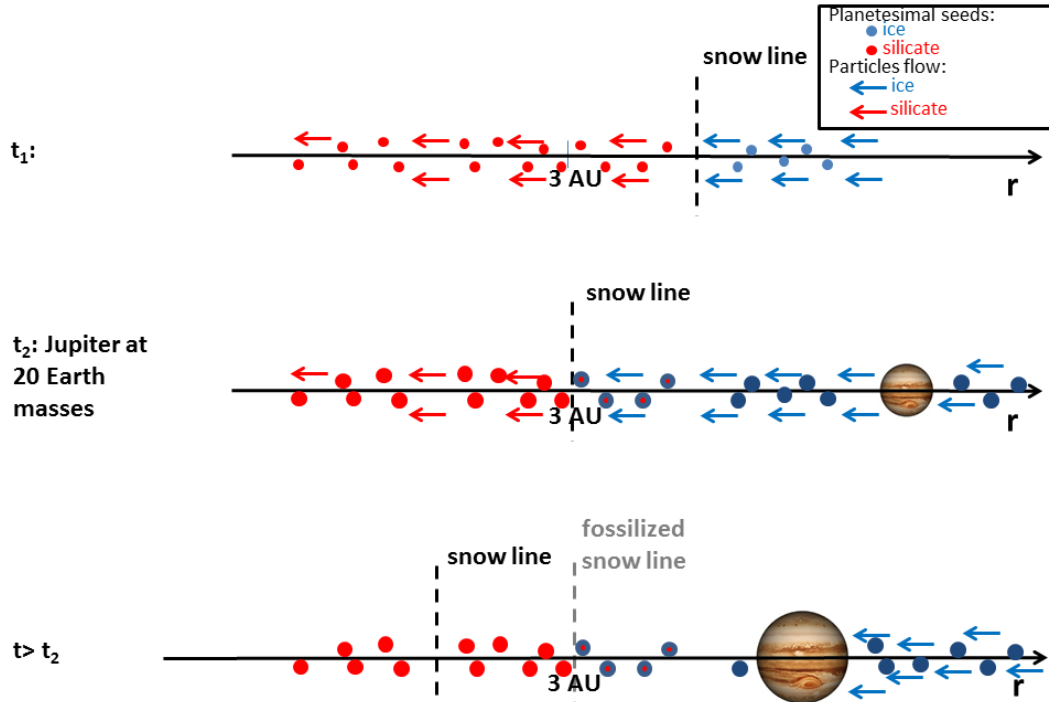 Planetesimal seeds:
ice
silicate
Particles flow:
ice
silicate
snow line
t1:
3 AU
r
snow line
t2: Jupiter at
20 Earth
masses
3 AU
r
fossilized
snow line
snow line
t> t2
3 AU
r